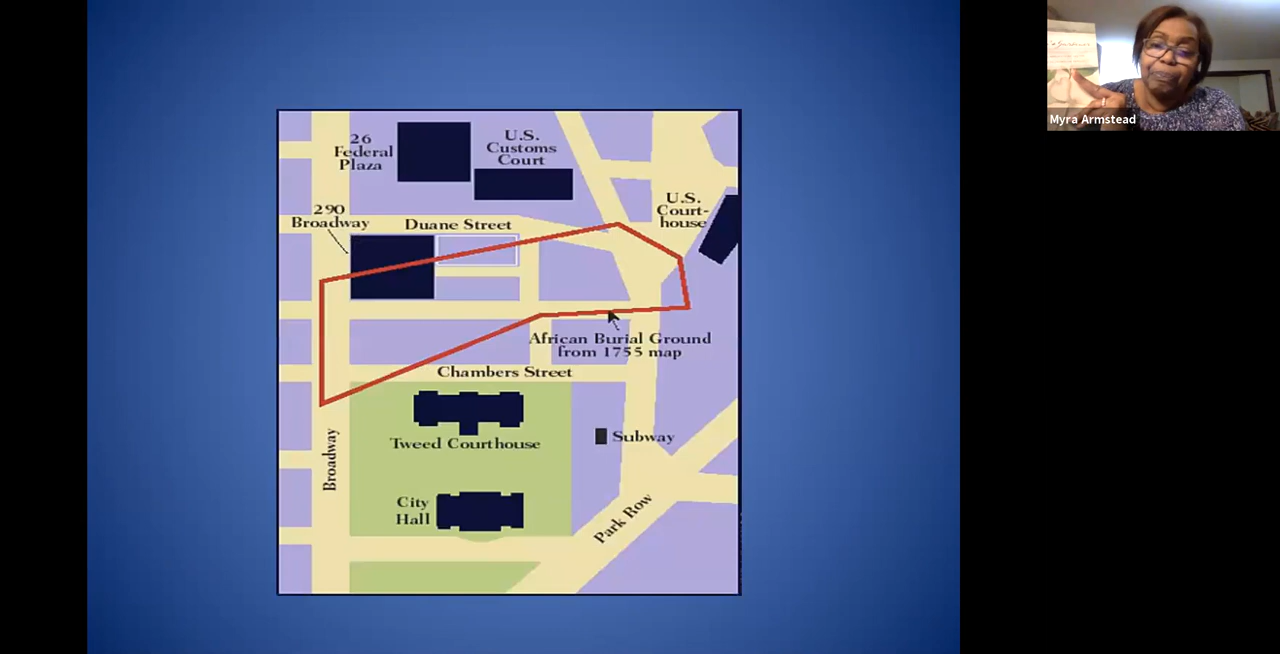 26
Federal
Plaza
U.S.
Customs
Court
290
Broadway
Duane Street
U.S.
Court-
house
African Burial Ground
from 1755 map
Chambers Street
Tweed Courthouse
Broadway
Subway
City
Hall
Park Row
Myra Armstead